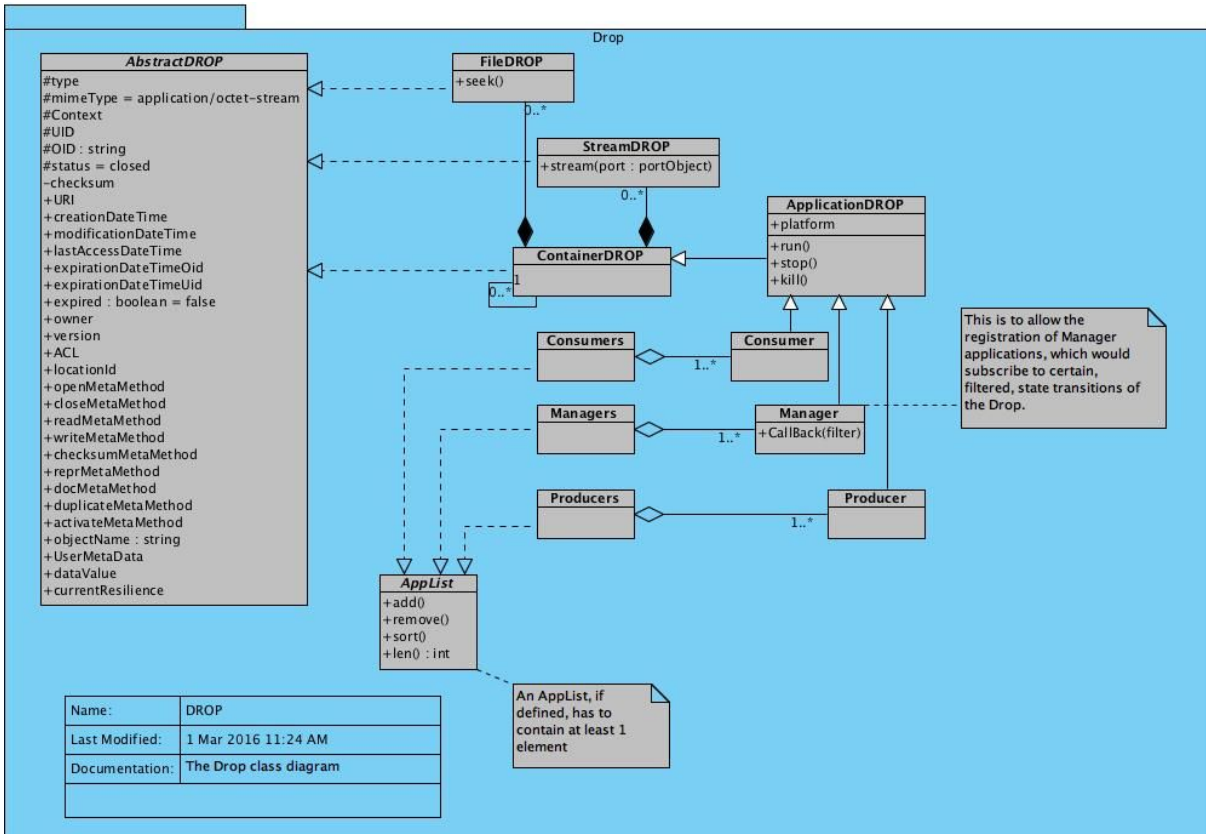 Drop
AbstractDROP
#type
#mimeType = application/octet-stream
#Context
#UID
#OID : string
#status = closed
-checksum
+URI
+creationDateTime
+modificationDateTime
+lastAccessDateTime
+expirationDateTimeOid
+expirationDateTimeUid
+expired : boolean = false
+owner
+version
+ACL
+locationId
+openMetaMethod
+closeMetaMethod
+readMetaMethod
+writeMetaMethod
+checksumMetaMethod
+reprMetaMethod
+docMetaMethod
+duplicateMetaMethod
+activateMetaMethod
+objectName : string
+UserMetaData
+dataValue
+currentResilience
FileDROP
+seek()
0..*
StreamDROP
+stream(port : portObject)
0..*
ApplicationDROP
+platform
+run()
+stop()
+kill()
ContainerDROP
1
0..*
Consumers
1..*
Consumer
Managers
1..*
Manager
+CallBack(filter)
This is to allow the
registration of Manager
applications, which would
subscribe to certain,
filtered, state transitions of
the Drop.
Producers
1..*
Producer
AppList
+add()
+remove()
+sort()
+len() : int
An AppList, if
defined, has to
contain at least 1
element
Name: DROP
Last Modified: 1 Mar 2016 11:24 AM
Documentation: The Drop class diagram